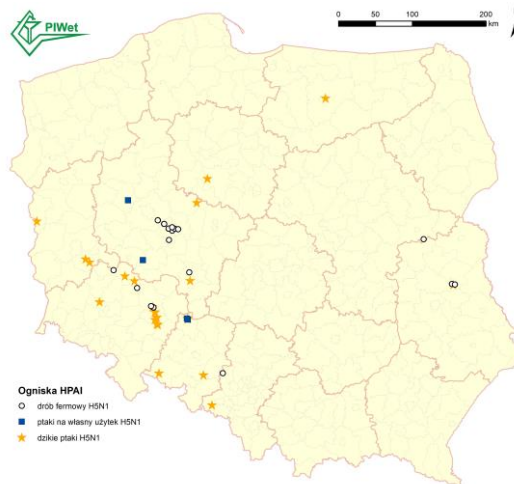 PIWet
0 50 100 200
km
Ogniska HPAI
drób fermowy H5N1
ptaki na własny użytek H5N1
dzikie ptaki H5N1